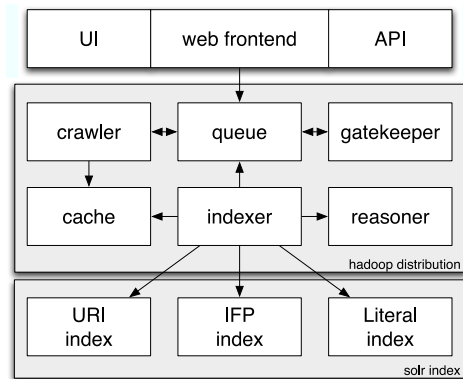 UI web frontend API
crawler queue gatekeeper
cache indexer reasoner
hadoop distribution
URI index
IFP index
Literal index
solr index